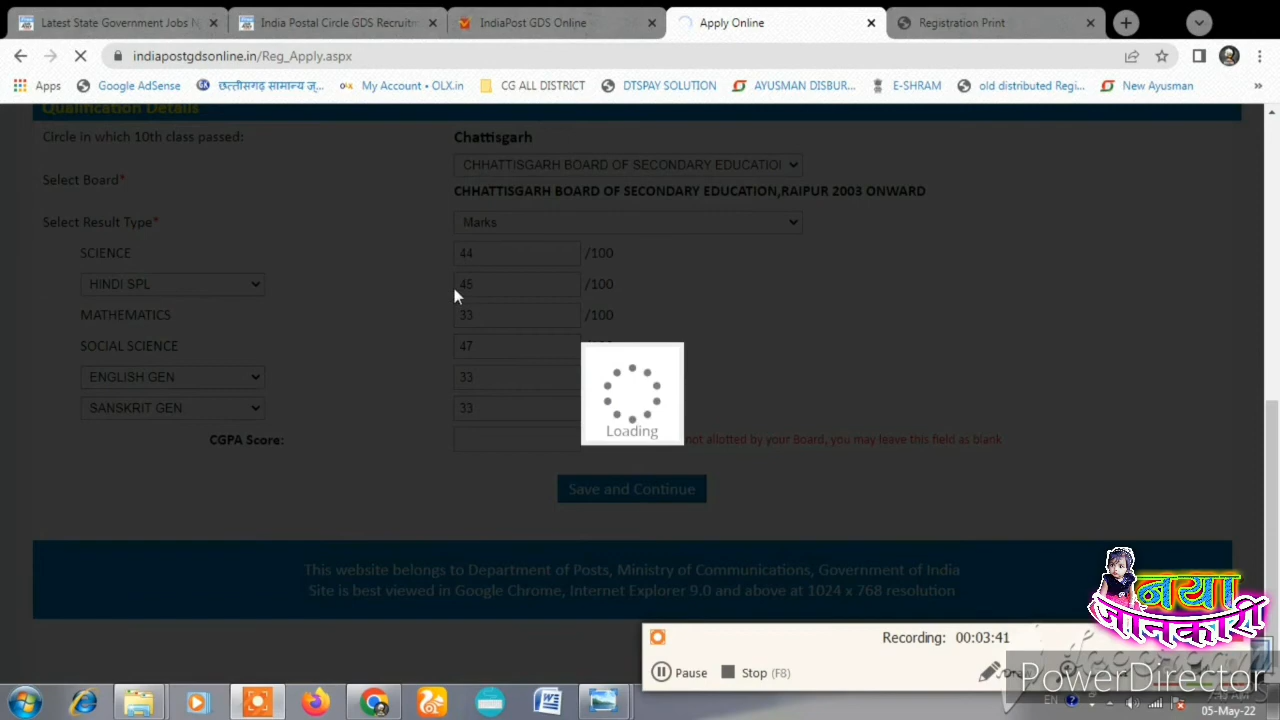 Latest State Government Jobs N
India Postal Circle GDS Recruitm
IndiaPost GDS Online
Apply Online
Registration Print
indiapostgdsonline.in/Reg_Apply.aspx
Apps Google AdSense छत्तीसगढ़ सामान्य ज्... My Account • OLX.in CG ALL DISTRICT DTSPAY SOLUTION AYUSMAN DISBUR... E-SHRAM old distributed Regi... New Ayusman »
Qualification Details
Circle in which 10th class passed: Chattisgarh
CHHATTISGARH BOARD OF SECONDARY EDUCATIO
Select Board*
CHHATTISGARH BOARD OF SECONDARY EDUCATION,RAIPUR 2003 ONWARD
Select Result Type* Marks
SCIENCE 44 /100
HINDI SPL 45 /100
MATHEMATICS 33 /100
SOCIAL SCIENCE 47
ENGLISH GEN 33
SANSKRIT GEN 33
CGPA Score: not allotted by your Board, you may leave this field as blank
Loading
Save and Continue
This website belongs to Department of Posts, Ministry of Communications, Government of India
Site is best viewed in Google Chrome, Internet Explorer 9.0 and above at 1024 x 768 resolution
नया
जानकारी
Recording: 00:03:41
Pause Stop (F8)
PowerDirector
EN
05-May-22